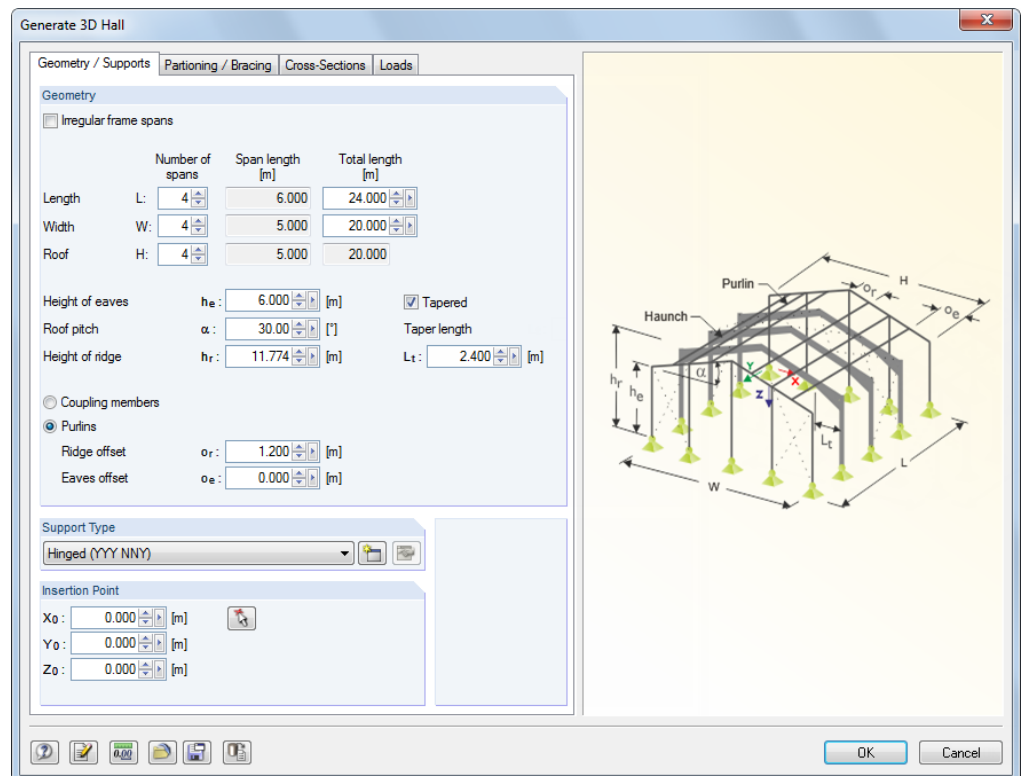 Generate 3D Hall
Geometry / Supports Partioning / Bracing Cross-Sections Loads
Geometry
Irregular frame spans
Number of spans Span length [m] Total length [m]
Length L: 4 6.000 24.000
Width W: 4 5.000 20.000
Roof H: 4 5.000 20.000
Height of eaves he : 6.000 [m] Tapered
Roof pitch α : 30.00 [°] Taper length
Height of ridge hr : 11.774 [m] Lt : 2.400 [m]
Coupling members
Purlins
Ridge offset or : 1.200 [m]
Eaves offset oe : 0.000 [m]
Support Type
Hinged (YYY NNY)
Insertion Point
X0 : 0.000 [m]
Y0 : 0.000 [m]
Z0 : 0.000 [m]
Purlin
Haunch
H
or
oe
hr
he
α
Y
X
Z
Lt
L
W
0.00
OK Cancel